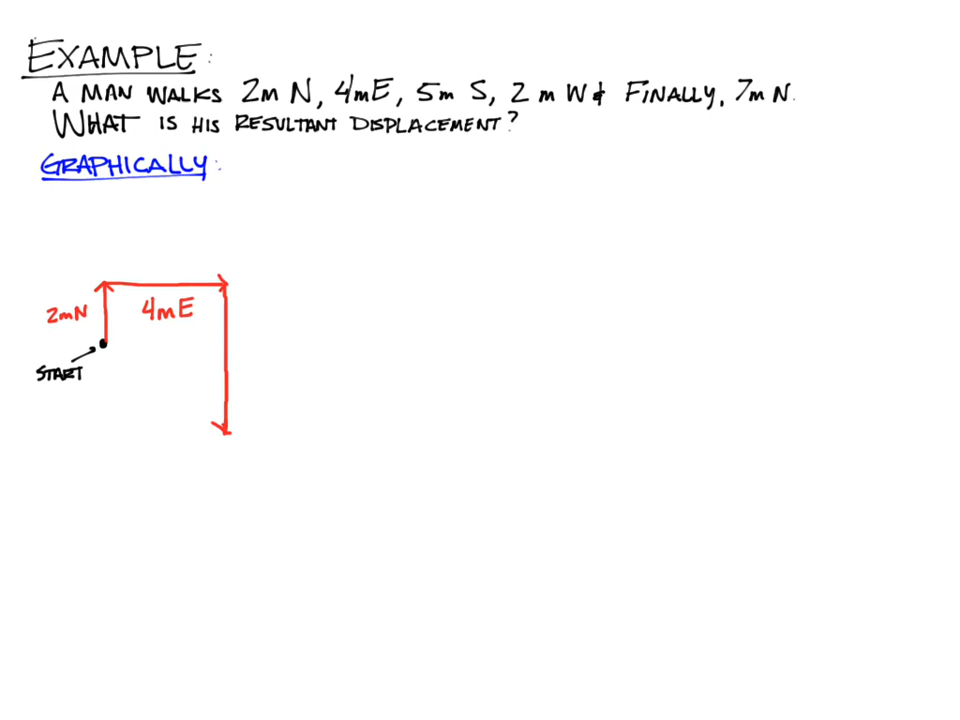 EXAMPLE:
A MAN WALKS 2m N, 4mE, 5m S, 2 m W & FINALLY, 7m N.
WHAT IS HIS RESULTANT DISPLACEMENT?
GRAPHICALLY:
2mN
4mE
START